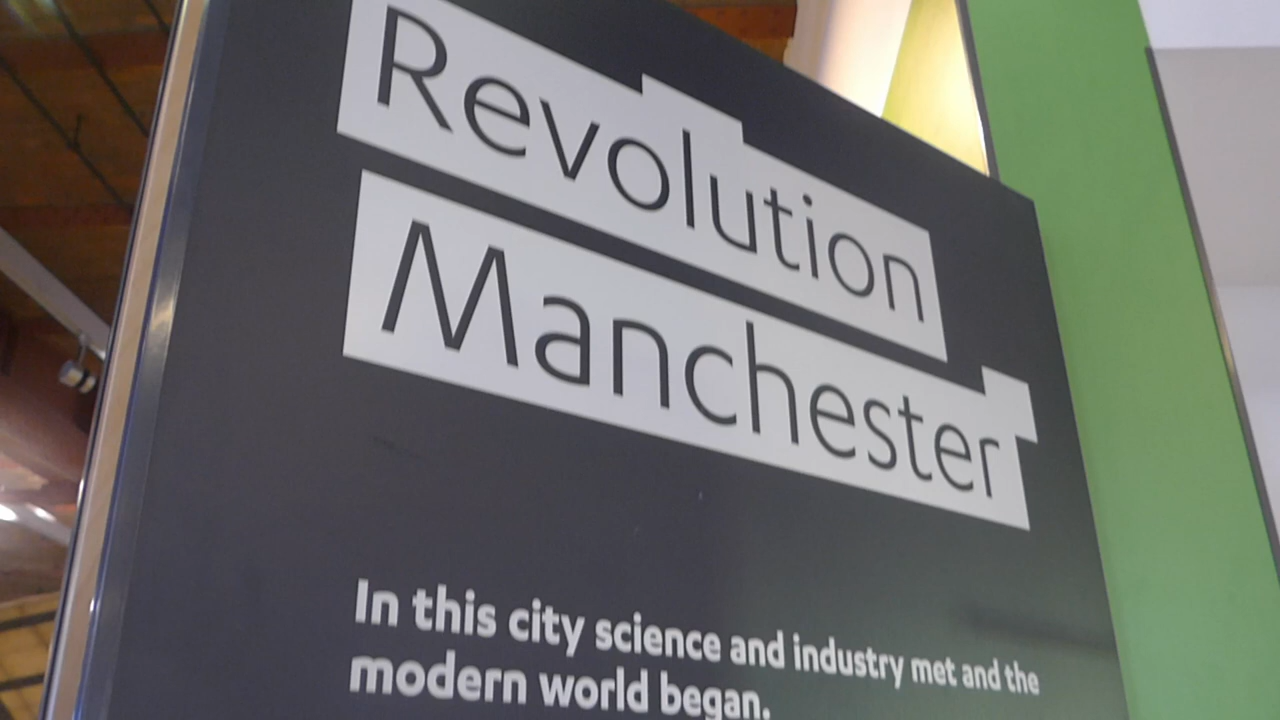 Revolution
Manchester
In this city science and industry met and the
modern world began.